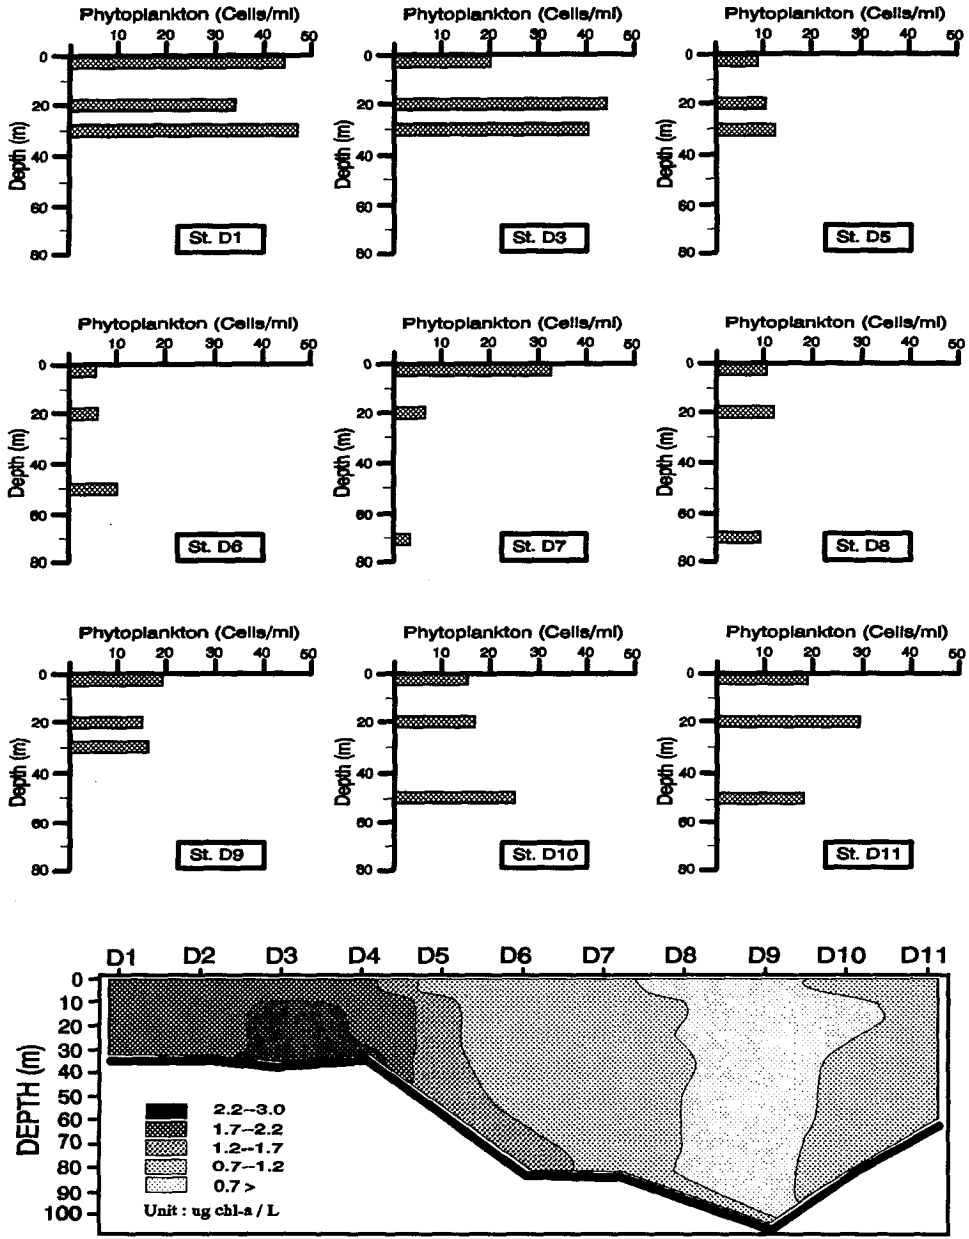 Phytoplankton (Cells/ml) Phytoplankton (Cells/ml) Phytoplankton (Cells/ml)
0 10 20 30 40 50 0 10 20 30 40 50 0 10 20 30 40 50
Depth (m) Depth (m) Depth (m)
0 0 0
20 20 20
40 40 40
60 60 60
80 80 80
St. D1 St. D3 St. D5
Phytoplankton (Cells/ml) Phytoplankton (Cells/ml) Phytoplankton (Cells/ml)
10 20 30 40 50 10 20 30 40 50 10 20 30 40 50
Depth (m) Depth (m) Depth (m)
0 0 0
20 20 20
40 40 40
60 60 60
80 80 80
St. D6 St. D7 St. D8
Phytoplankton (Cells/ml) Phytoplankton (Cells/ml) Phytoplankton (Cells/ml)
10 20 30 40 50 10 20 30 40 50 10 20 30 40 50
Depth (m) Depth (m) Depth (m)
0 0 0
20 20 20
40 40 40
60 60 60
80 80 80
St. D9 St. D10 St. D11
D1 D2 D3 D4 D5 D6 D7 D8 D9 D10 D11
DEPTH (m)
0
10
20
30
40
50
60
70
80
90
100
2.2--3.0
1.7--2.2
1.2--1.7
0.7--1.2
0.7 >
Unit : ug chl-a / L